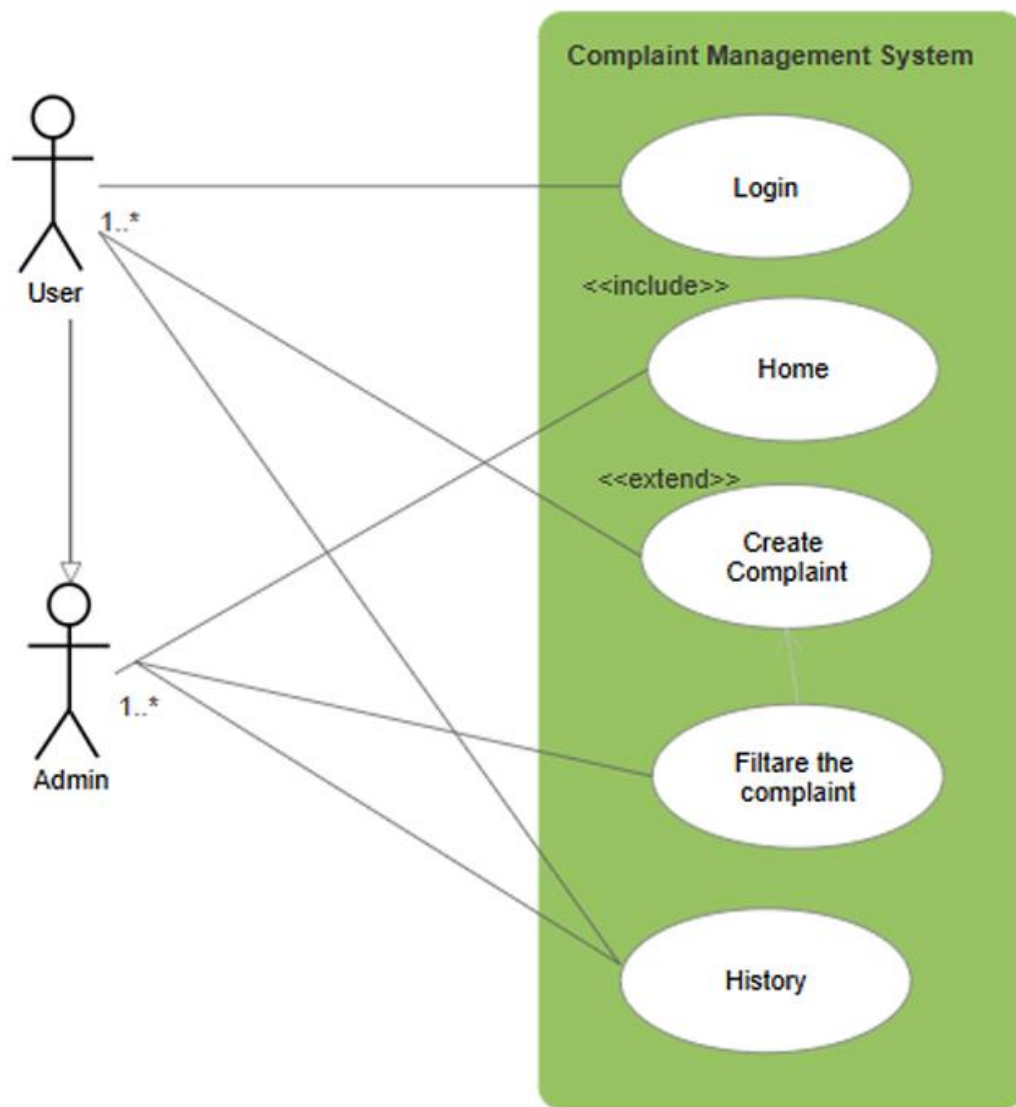 Complaint Management System
Login
1..*
User
<<include>>
Home
<<extend>>
Create
Complaint
1..*
Admin
Filtare the
complaint
History